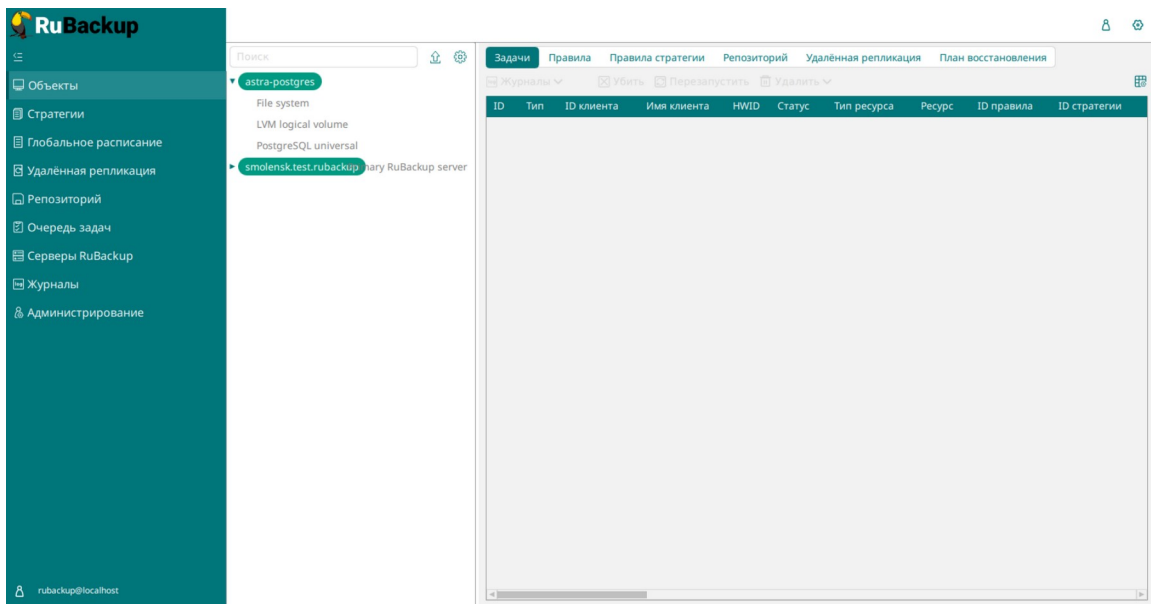 RuBackup
Поиск
Задачи Правила Правила стратегии Репозиторий Удалённая репликация План восстановления
Объекты
astra-postgres
Журналы Убить Перезапустить Удалить
File system
ID Тип ID клиента Имя клиента HWID Статус Тип ресурса Ресурс ID правила ID стратегии
Стратегии
LVM logical volume
Глобальное расписание
PostgreSQL universal
Удалённая репликация
smolensk.test.rubackup RuBackup server
Репозиторий
Очередь задач
Серверы RuBackup
Журналы
Администрирование
rubackup@localhost